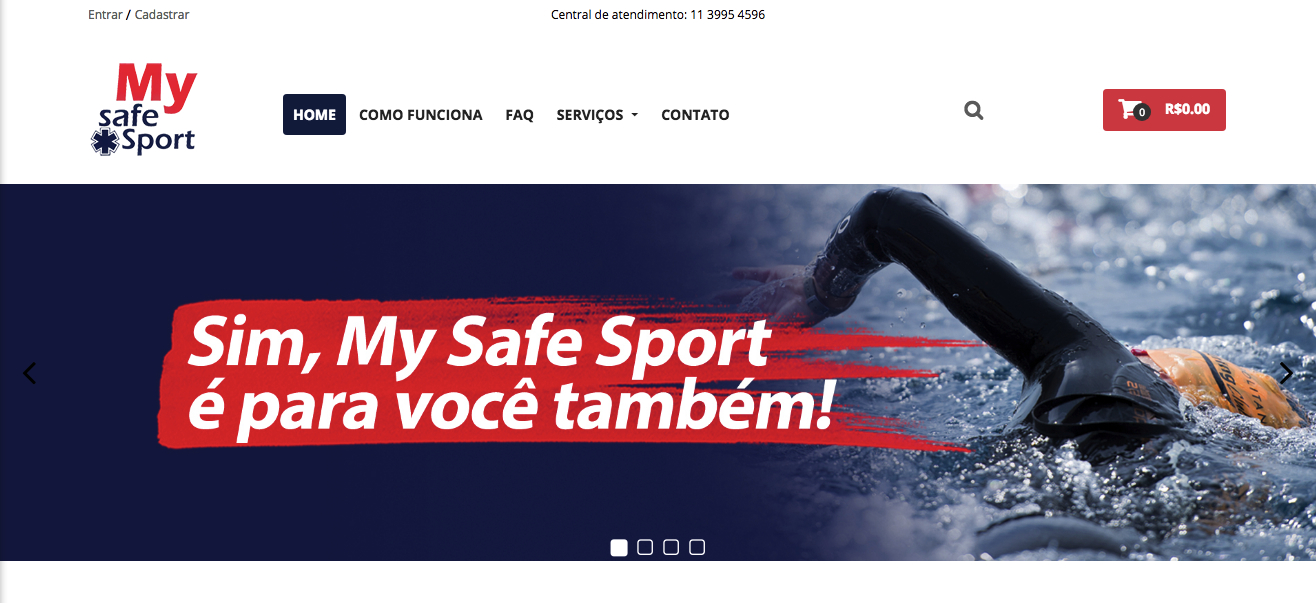 Entrar / Cadastrar
Central de atendimento: 11 3995 4596
My
safe
Sport
HOME
COMO FUNCIONA
FAQ
SERVIÇOS
CONTATO
0
R$0.00
Sim, My Safe Sport
é para você também!